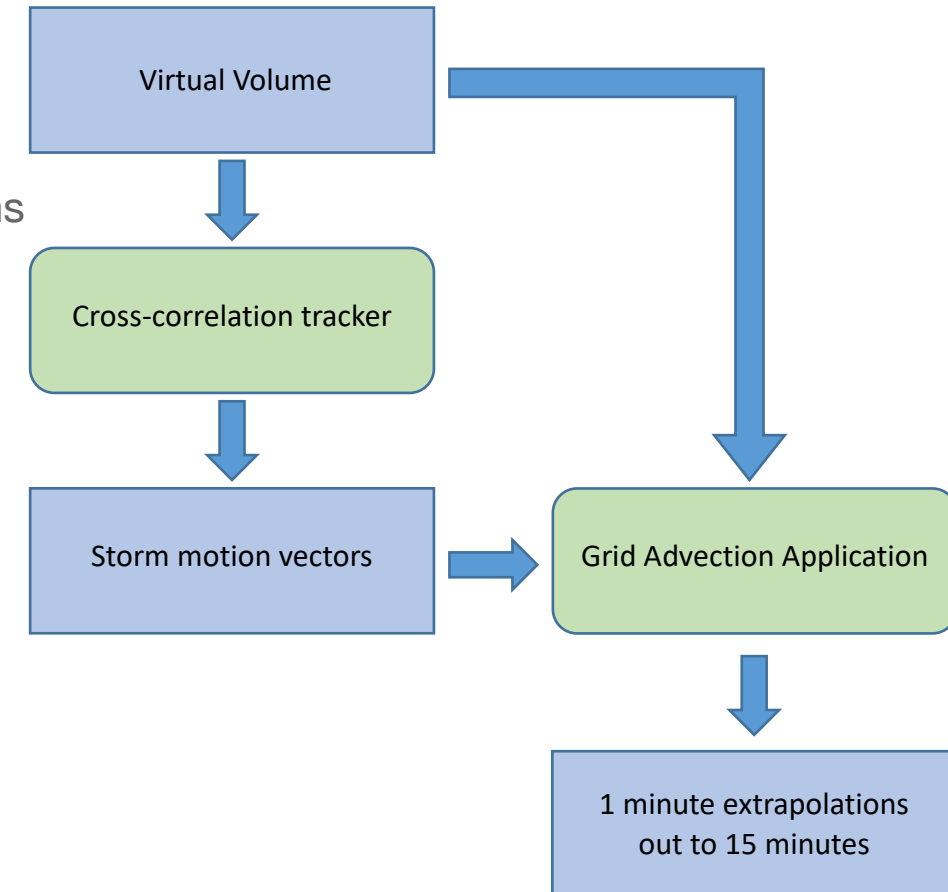 Virtual Volume
Cross-correlation tracker
Storm motion vectors
Grid Advection Application
1 minute extrapolations
out to 15 minutes